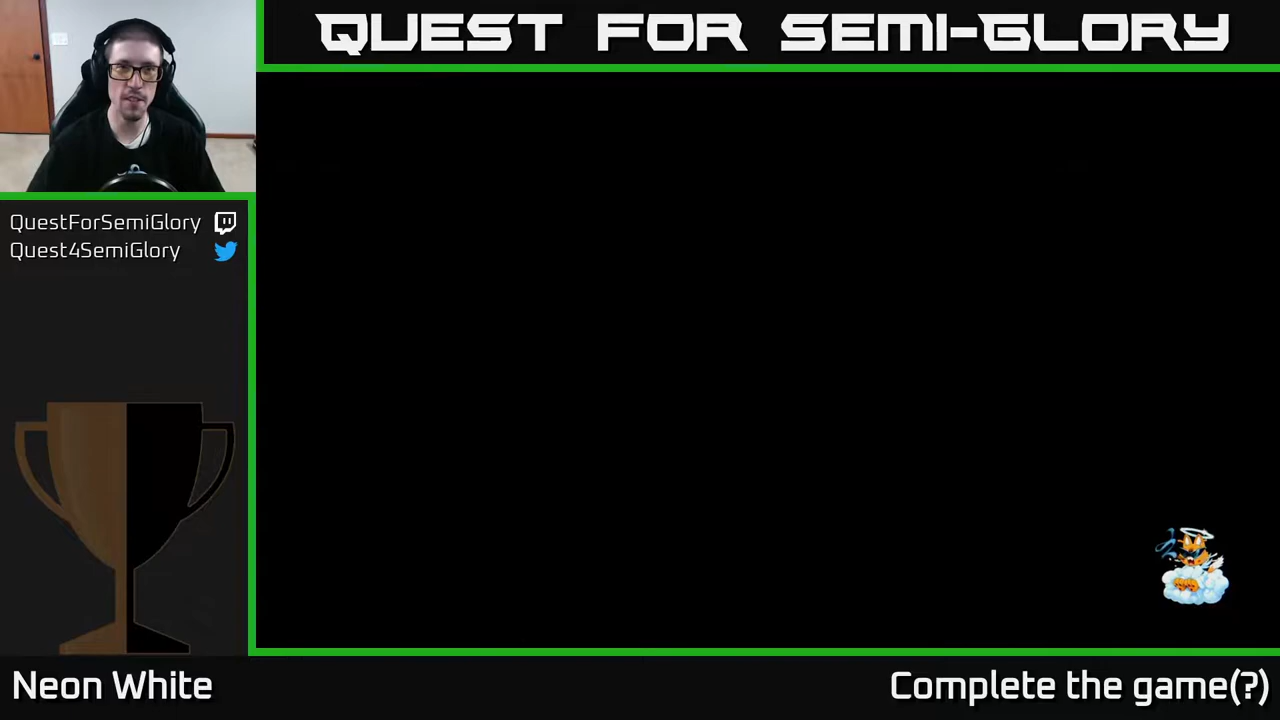 QUEST FOR SEMI-GLORY
QuestForSemiGlory
Quest4SemiGlory
Neon White
Complete the game(?)